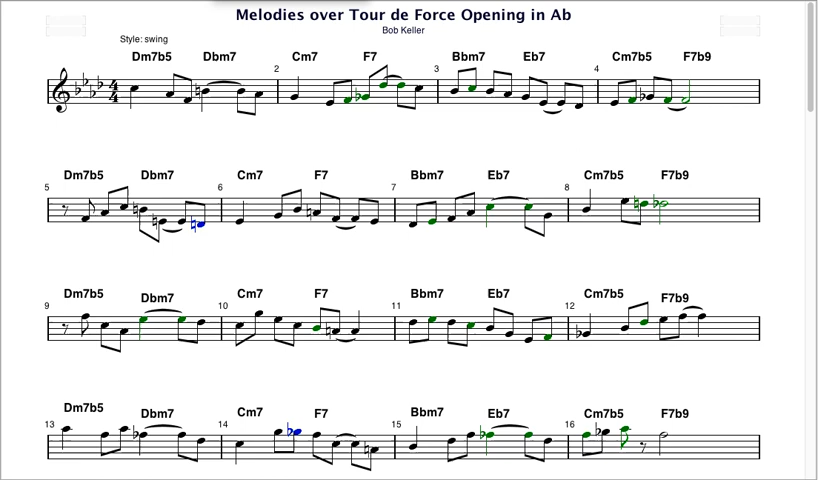 Melodies over Tour de Force Opening in Ab
Bob Keller
Style: swing
Dm7b5 Dbm7 Cm7 F7 Bbm7 Eb7 Cm7b5 F7b9
4 4 2 3 4
Dm7b5 Dbm7 Cm7 F7 Bbm7 Eb7 Cm7b5 F7b9
5 6 7 8
Dm7b5 Dbm7 Cm7 F7 Bbm7 Eb7 Cm7b5 F7b9
9 10 11 12
Dm7b5 Dbm7 Cm7 F7 Bbm7 Eb7 Cm7b5 F7b9
13 14 15 16